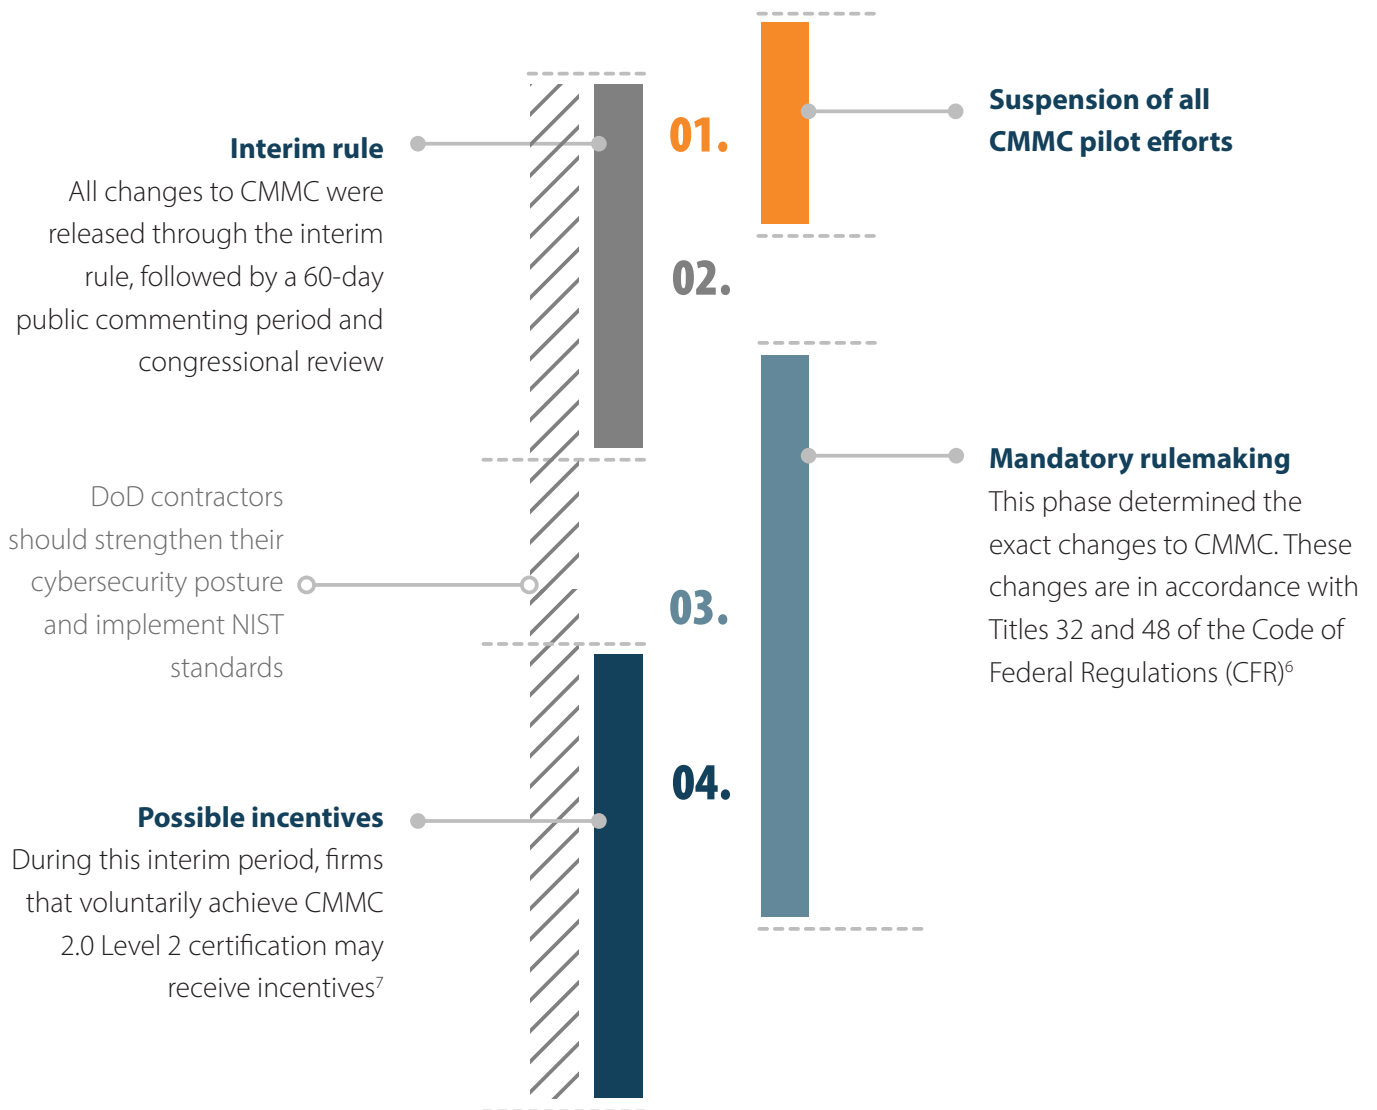 01.
Suspension of all
CMMC pilot efforts
Interim rule
All changes to CMMC were
released through the interim
rule, followed by a 60-day
public commenting period and
congressional review
02.
DoD contractors
should strengthen their
cybersecurity posture
and implement NIST
standards
03.
Mandatory rulemaking
This phase determined the
exact changes to CMMC. These
changes are in accordance with
Titles 32 and 48 of the Code of
Federal Regulations (CFR)⁶
04.
Possible incentives
During this interim period, firms
that voluntarily achieve CMMC
2.0 Level 2 certification may
receive incentives⁷